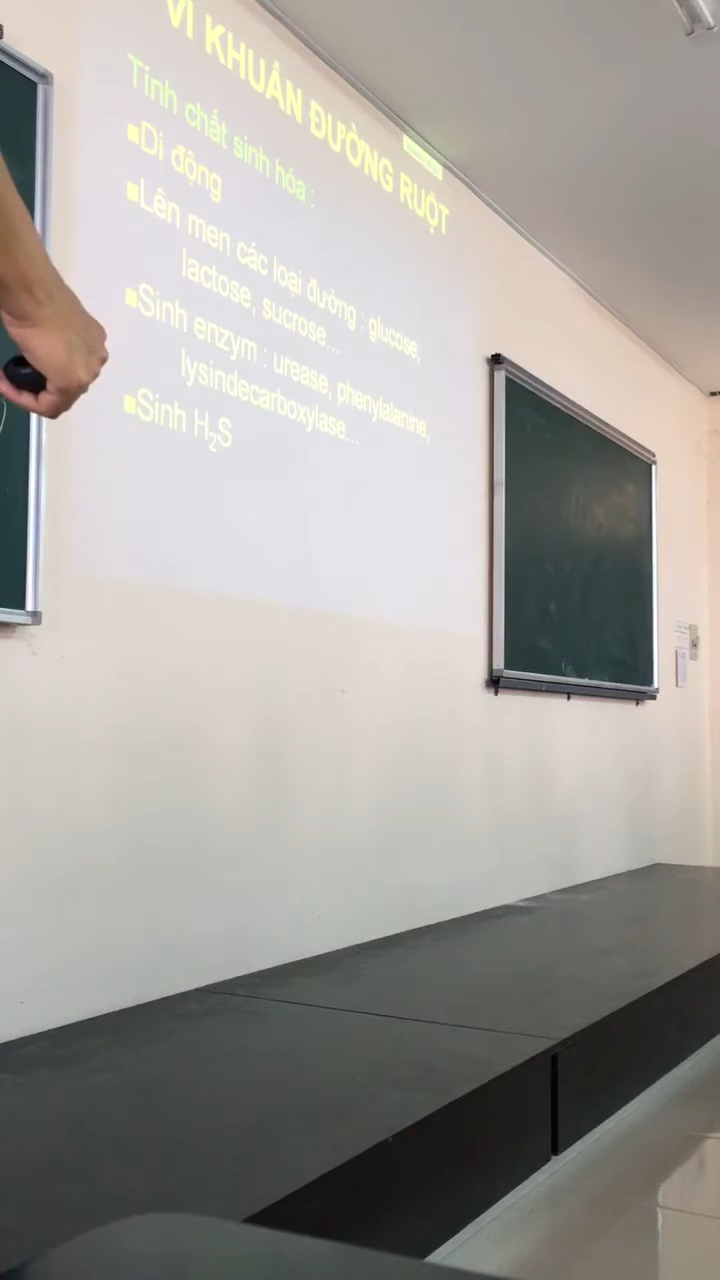 VI KHUẨN ĐƯỜNG RUỘT
Tính chất sinh hóa :
Di động
Lên men các loại đường : glucose,
lactose, sucrose...
Sinh enzym : urease, phenylalanine,
lysindecarboxylase...
Sinh H₂S